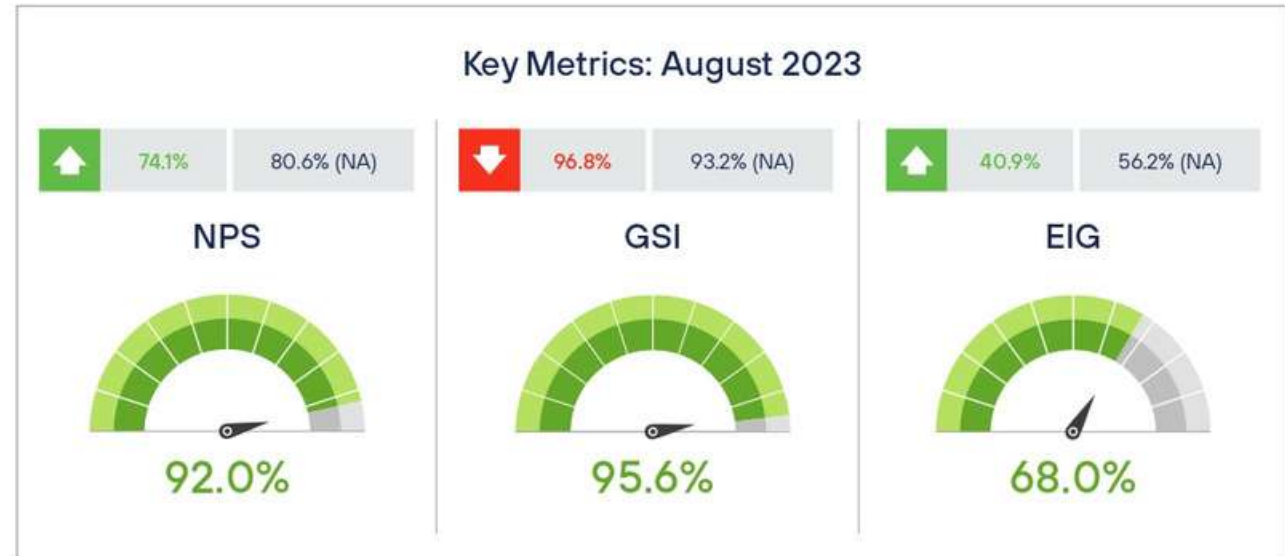 Key Metrics: August 2023
74.1% 80.6% (NA)
NPS
92.0%
96.8% 93.2% (NA)
GSI
95.6%
40.9% 56.2% (NA)
EIG
68.0%